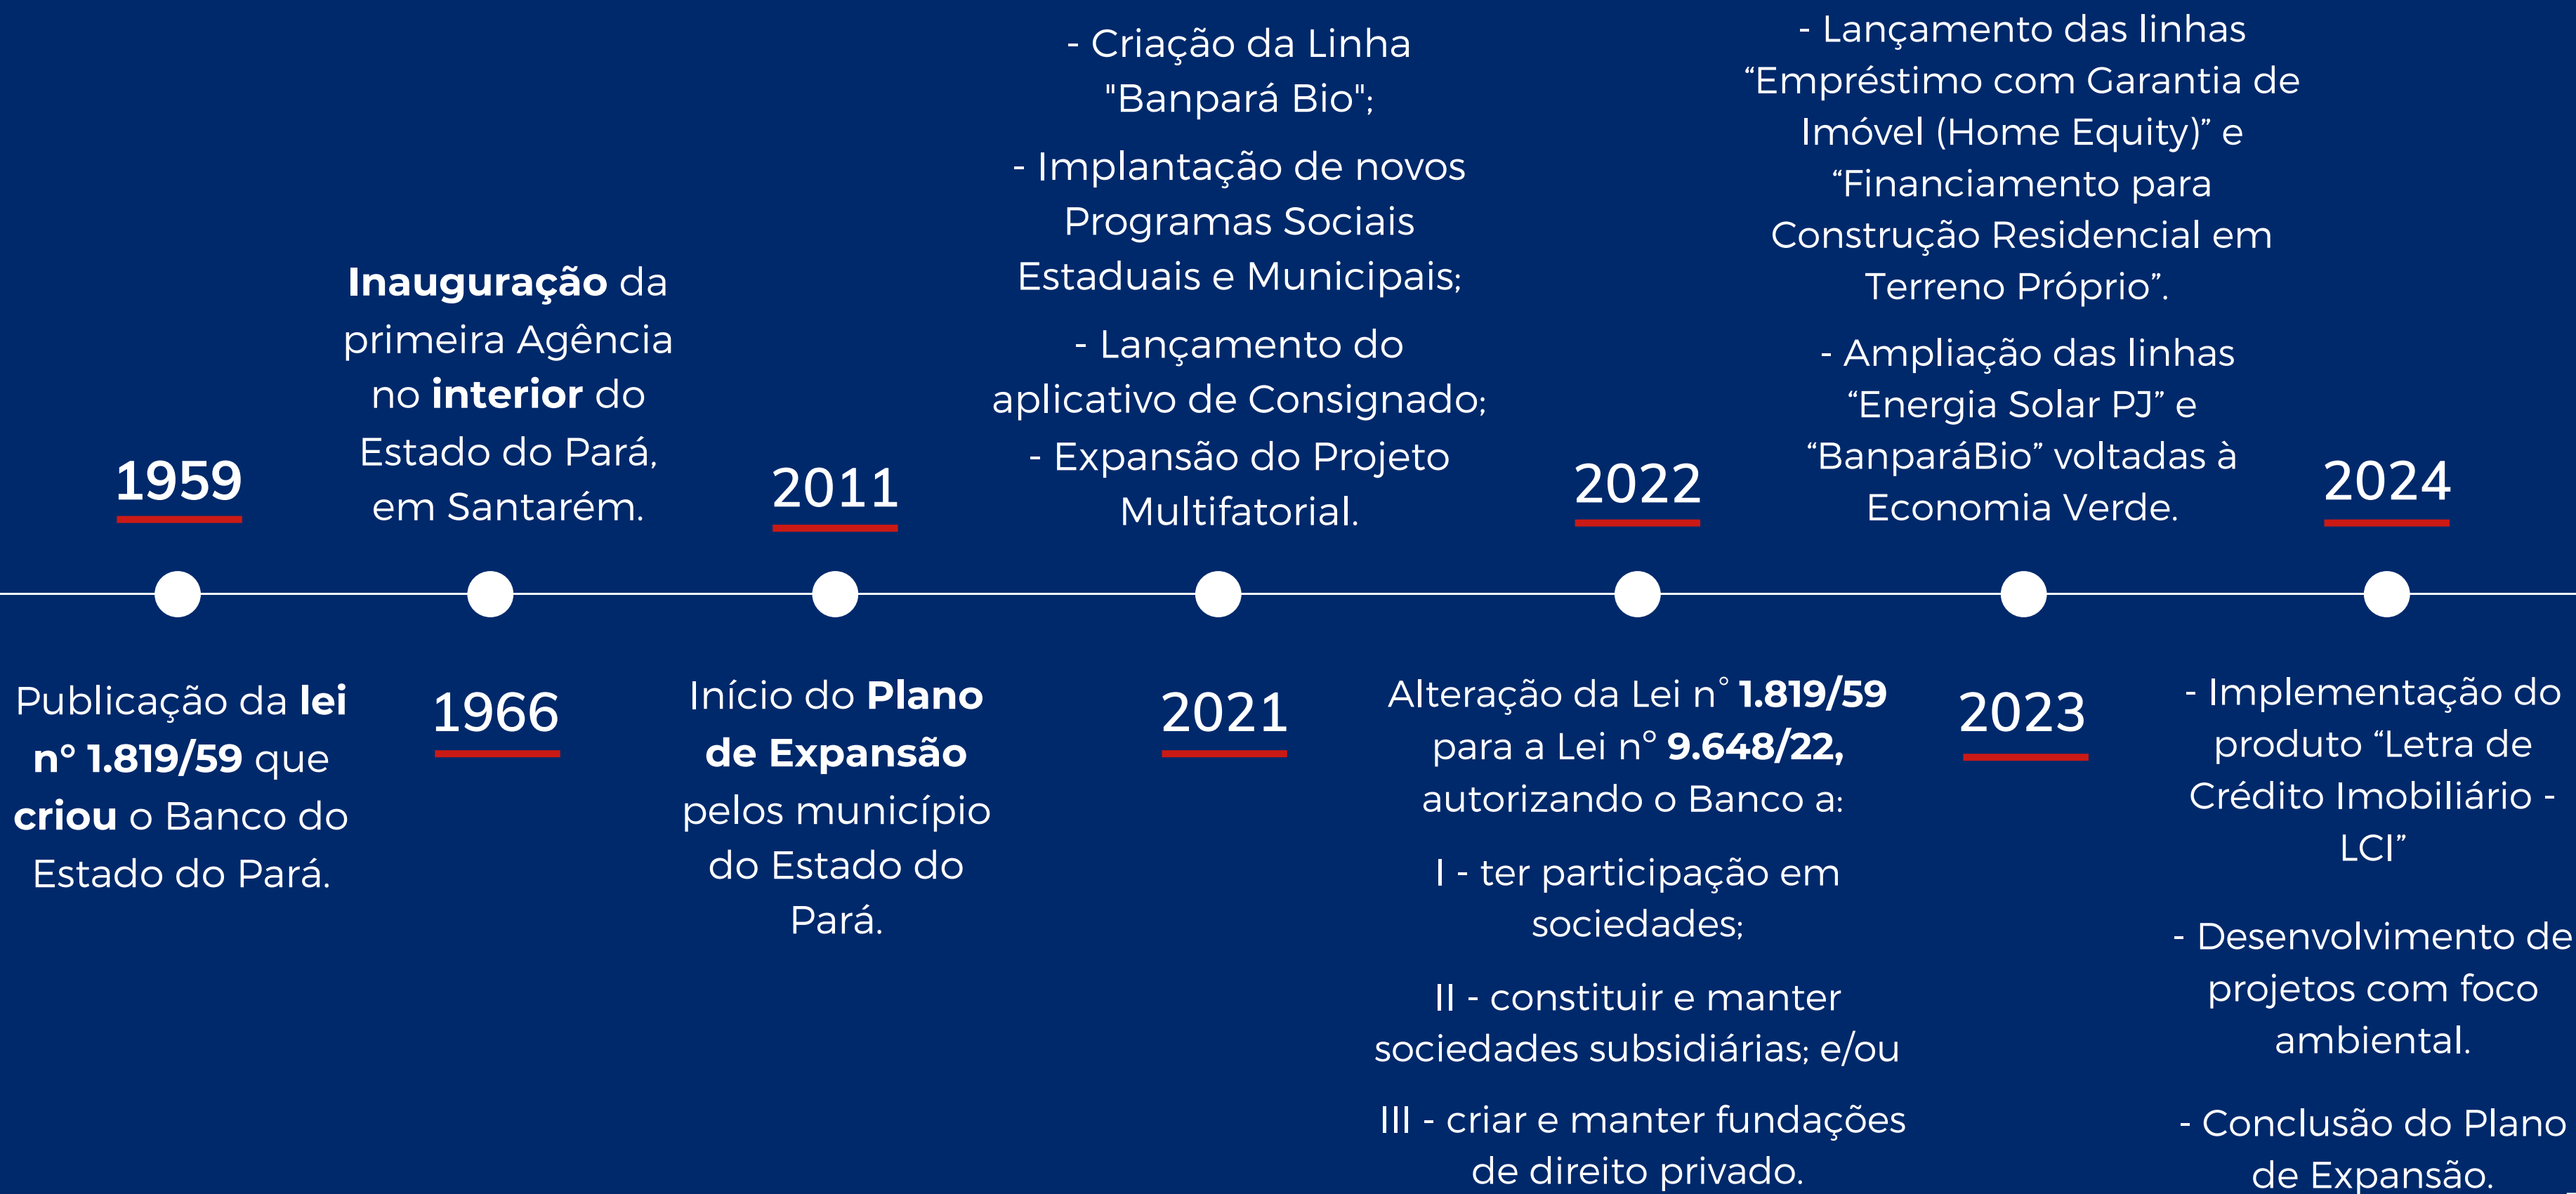 1959
Publicação da lei
nº 1.819/59 que
criou o Banco do
Estado do Pará.
Inauguração da
primeira Agência
no interior do
Estado do Pará,
em Santarém.
1966
2011
Início do Plano
de Expansão
pelos município
do Estado do
Pará.
- Criação da Linha
"Banpará Bio";
- Implantação de novos
Programas Sociais
Estaduais e Municipais;
- Lançamento do
aplicativo de Consignado;
- Expansão do Projeto
Multifatorial.
2021
2022
Alteração da Lei n° 1.819/59
para a Lei nº 9.648/22,
autorizando o Banco a:
I - ter participação em
sociedades;
II - constituir e manter
sociedades subsidiárias; e/ou
III - criar e manter fundações
de direito privado.
- Lançamento das linhas
“Empréstimo com Garantia de
Imóvel (Home Equity)” e
“Financiamento para
Construção Residencial em
Terreno Próprio”.
- Ampliação das linhas
“Energia Solar PJ” e
“BanparáBio” voltadas à
Economia Verde.
2023
2024
- Implementação do
produto “Letra de
Crédito Imobiliário -
LCI”
- Desenvolvimento de
projetos com foco
ambiental.
- Conclusão do Plano
de Expansão.